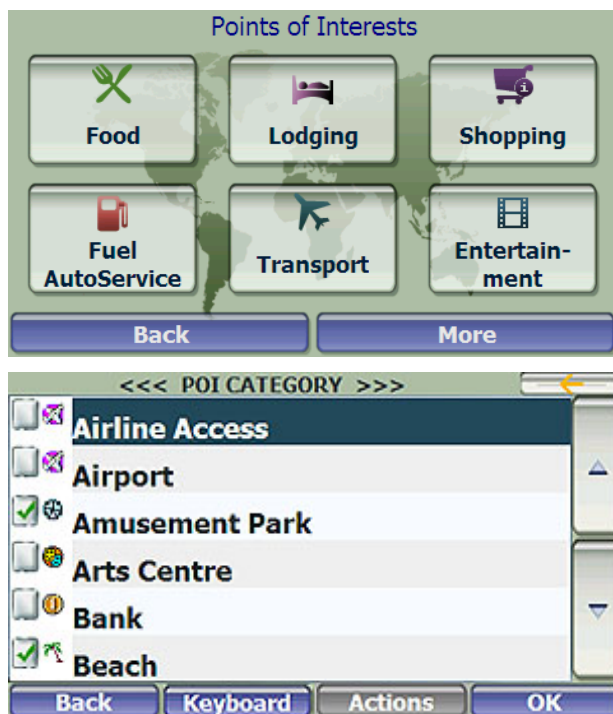 Points of Interests
Food
Lodging
Shopping
Fuel
AutoService
Transport
Entertain-
ment
Back
More
<<< POI CATEGORY >>>
Airline Access
Airport
Amusement Park
Arts Centre
Bank
Beach
Back
Keyboard
Actions
OK